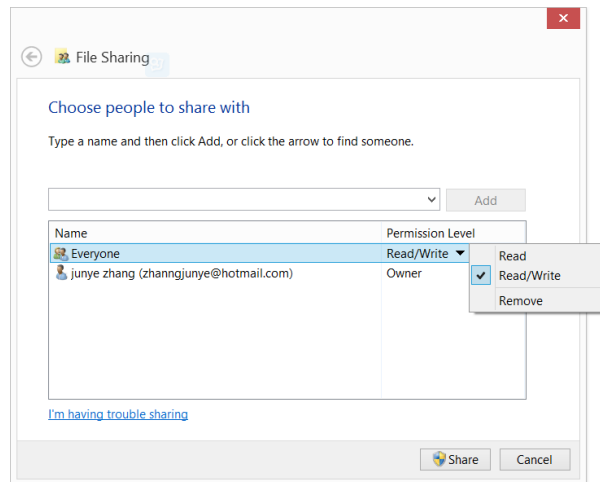 File Sharing
Choose people to share with
Type a name and then click Add, or click the arrow to find someone.
Add
Name Permission Level
Everyone Read/Write
junye zhang (zhanngjunye@hotmail.com) Owner
Read
Read/Write
Remove
I'm having trouble sharing
Share Cancel